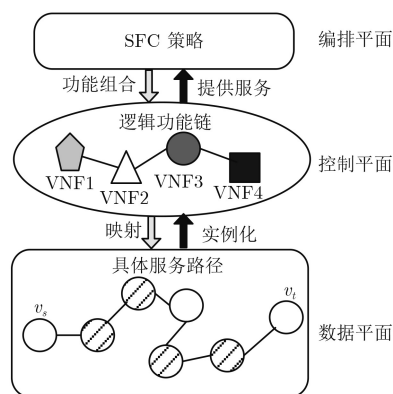 SFC 策略
编排平面
功能组合
提供服务
逻辑功能链
VNF1
VNF2
VNF3
VNF4
控制平面
映射
实例化
具体服务路径
vs
vt
数据平面